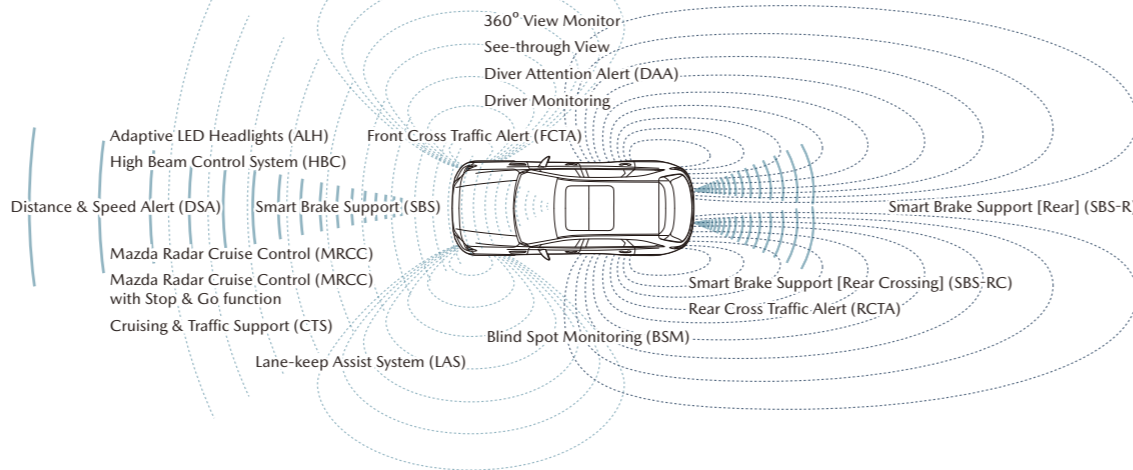 360° View Monitor
See-through View
Diver Attention Alert (DAA)
Driver Monitoring
Adaptive LED Headlights (ALH)
Front Cross Traffic Alert (FCTA)
High Beam Control System (HBC)
Distance & Speed Alert (DSA)
Smart Brake Support (SBS)
Smart Brake Support [Rear] (SBS-R)
Mazda Radar Cruise Control (MRCC)
Mazda Radar Cruise Control (MRCC)
with Stop & Go function
Smart Brake Support [Rear Crossing] (SBS-RC)
Rear Cross Traffic Alert (RCTA)
Cruising & Traffic Support (CTS)
Blind Spot Monitoring (BSM)
Lane-keep Assist System (LAS)